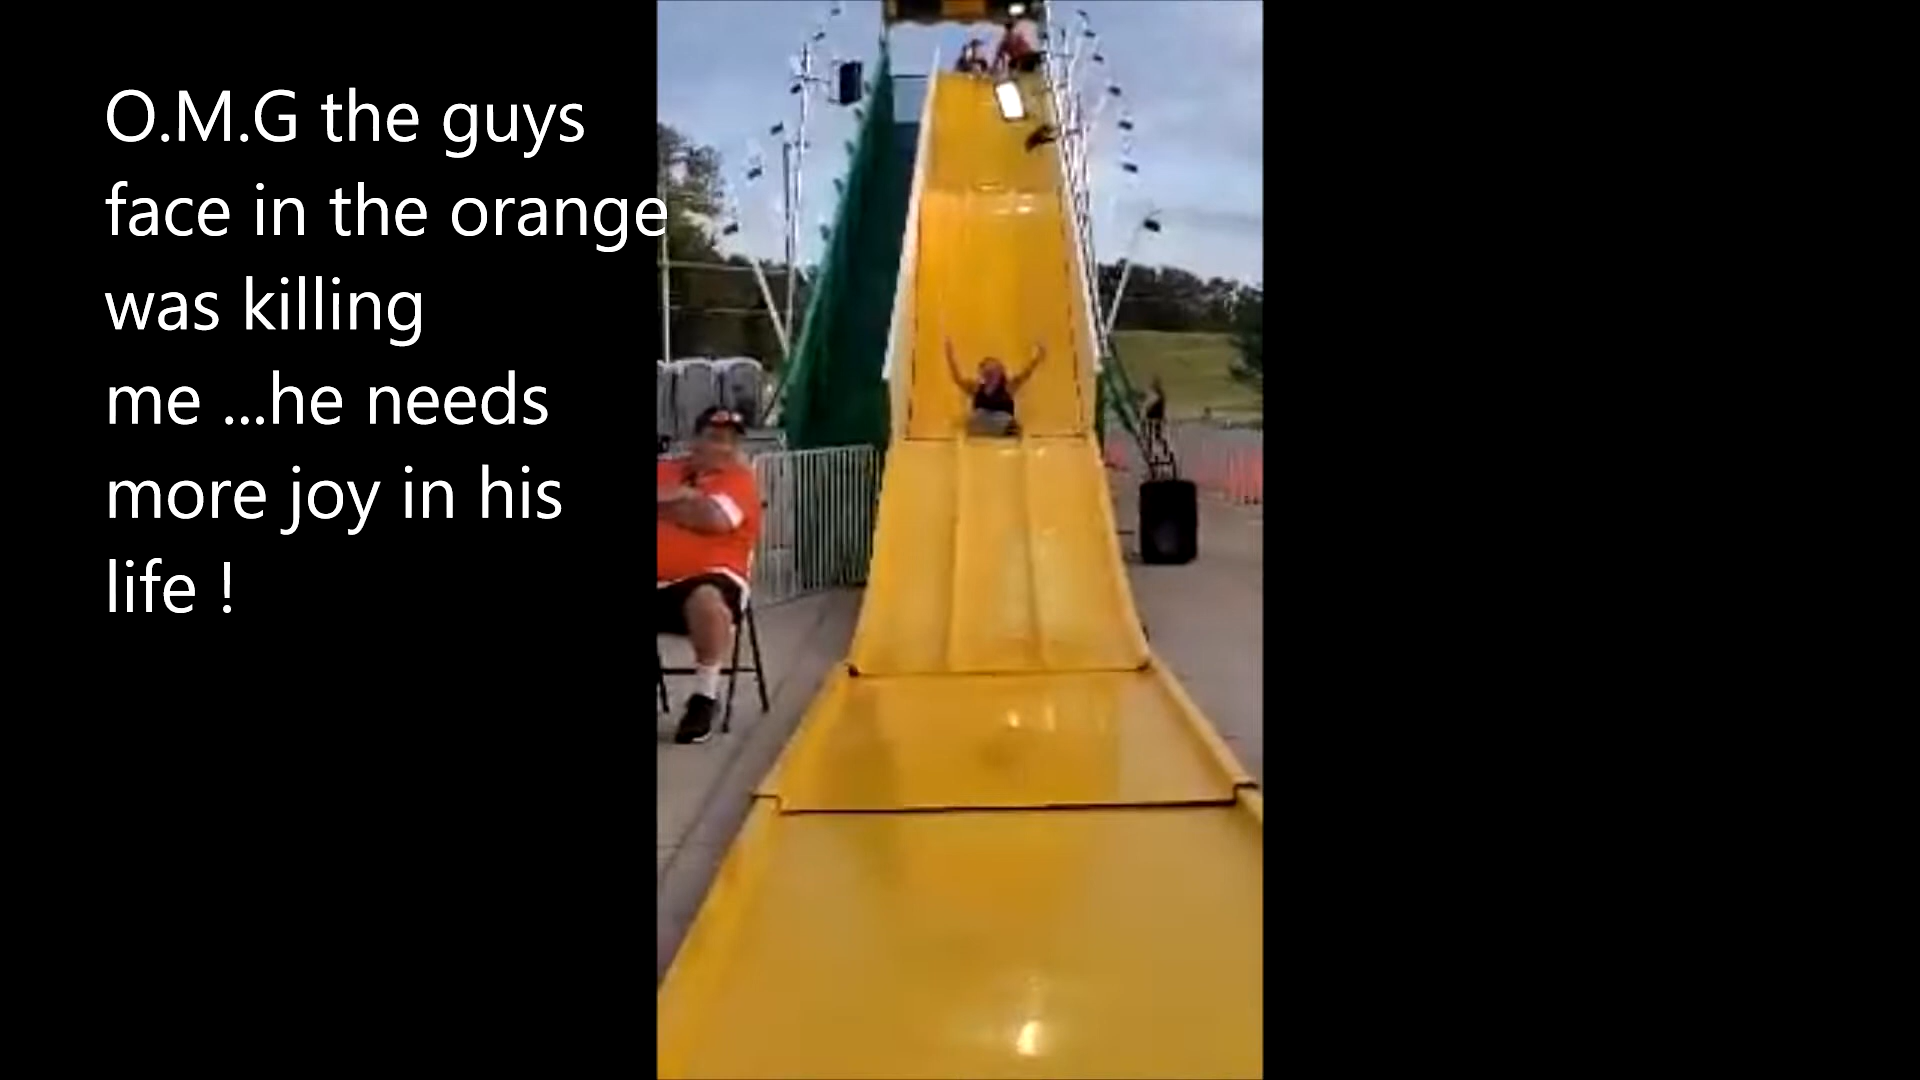 O.M.G the guys
face in the orange
was killing
me ...he needs
more joy in his
life !